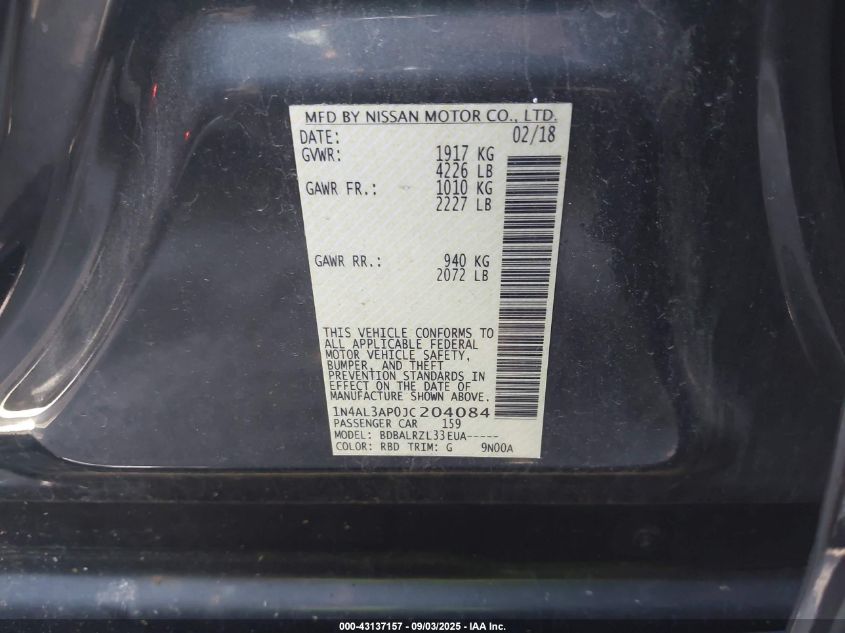 MFD BY NISSAN MOTOR CO., LTD.
DATE: 02/18
GVWR: 1917 KG
4226 LB
GAWR FR.: 1010 KG
2227 LB
GAWR RR.: 940 KG
2072 LB
THIS VEHICLE CONFORMS TO
ALL APPLICABLE FEDERAL
MOTOR VEHICLE SAFETY,
BUMPER, AND THEFT
PREVENTION STANDARDS IN
EFFECT ON THE DATE OF
MANUFACTURE SHOWN ABOVE.
1N4AL3AP0JC204084
PASSENGER CAR 159
MODEL: BDBALRZL33EUA-----
COLOR: RBD TRIM: G 9N00A
000-43137157 - 09/03/2025 - IAA Inc.